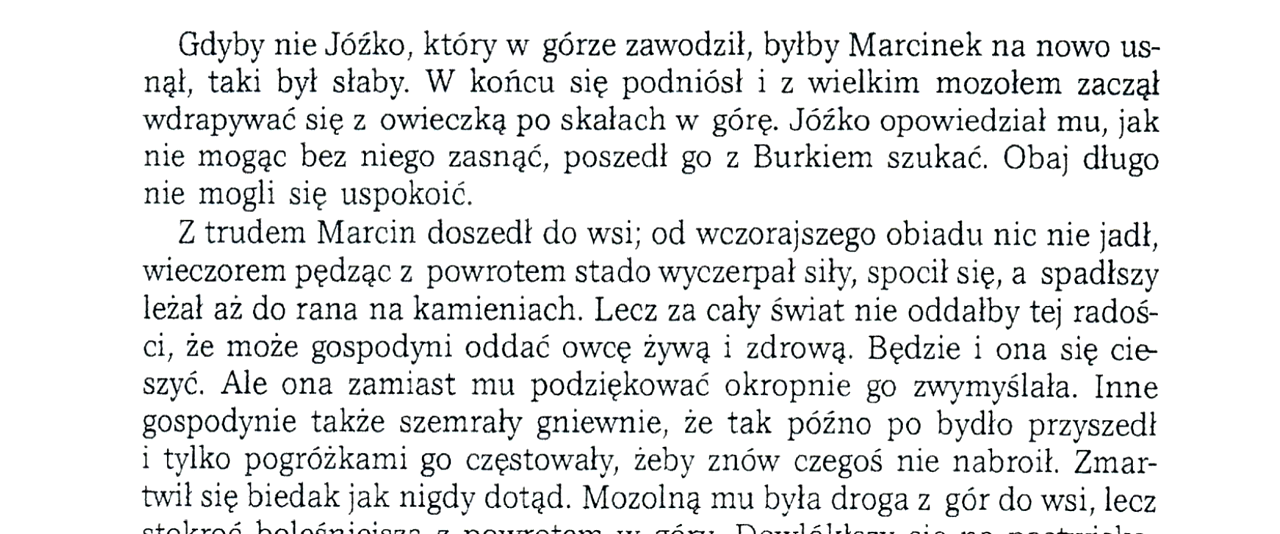 Gdyby nie Jóźko, który w górze zawodził, byłby Marcinek na nowo us-
nął, taki był słaby. W końcu się podniósł i z wielkim mozołem zaczął
wdrapywać się z owieczką po skałach w górę. Jóźko opowiedział mu, jak
nie mogąc bez niego zasnąć, poszedł go z Burkiem szukać. Obaj długo
nie mogli się uspokoić.
Z trudem Marcin doszedł do wsi; od wczorajszego obiadu nic nie jadł,
wieczorem pędząc z powrotem stado wyczerpał siły, spocił się, a spadłszy
leżał aż do rana na kamieniach. Lecz za cały świat nie oddałby tej radoś-
ci, że może gospodyni oddać owcę żywą i zdrową. Będzie i ona się cie-
szyć. Ale ona zamiast mu podziękować okropnie go zwymyślała. Inne
gospodynie także szemrały gniewnie, że tak późno po bydło przyszedł
i tylko pogróżkami go częstowały, żeby znów czegoś nie nabroił. Zmar-
twił się biedak jak nigdy dotąd. Mozolną mu była droga z gór do wsi, lecz
z powrotem w góry.